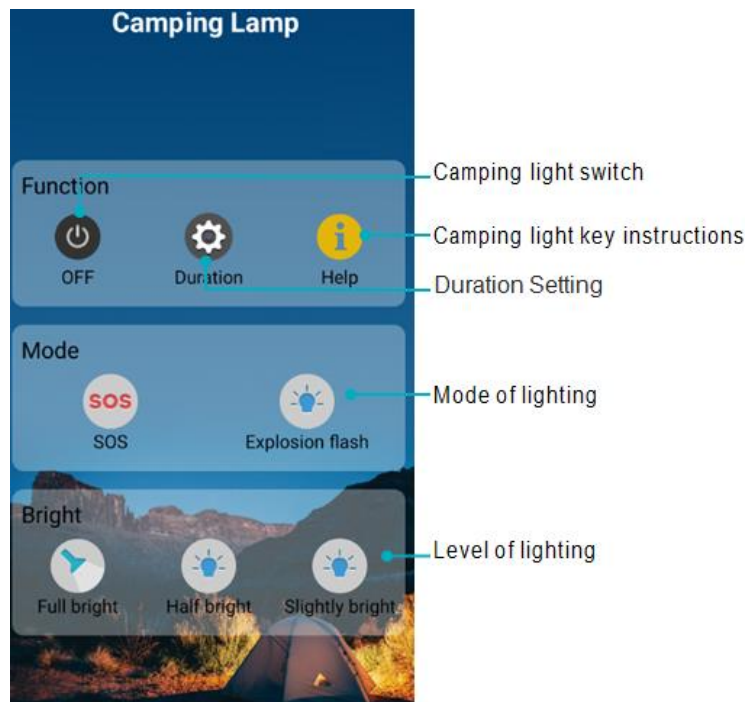 Camping Lamp
Camping light switch
Function
Camping light key instructions
OFF
Duration
Help
Duration Setting
Mode
Mode of lighting
SOS
SOS
Explosion flash
Bright
Level of lighting
Full bright
Half bright
Slightly bright